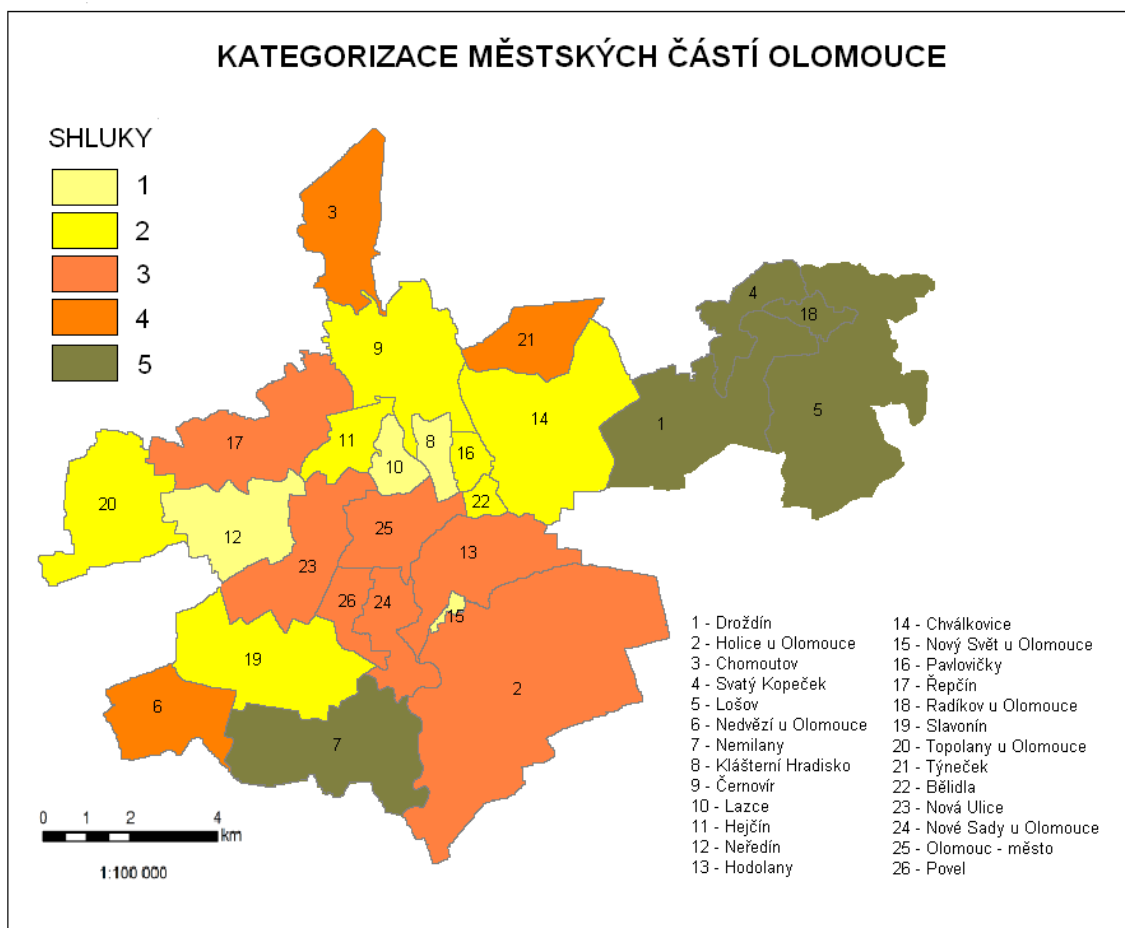 KATEGORIZACE MĚSTSKÝCH ČÁSTÍ OLOMOUCE
SHLUKY
1
2
3
4
5
3
4
18
21
9
14
1
5
17
11
8
16
10
20
22
12
25
13
23
26
24
15
19
2
6
7
0 1 2 4
km
1:100 000
1 - Droždín
2 - Holice u Olomouce
3 - Chomoutov
4 - Svatý Kopeček
5 - Lošov
6 - Nedvězí u Olomouce
7 - Nemilany
8 - Klášterní Hradisko
9 - Černovír
10 - Lazce
11 - Hejčín
12 - Neředín
13 - Hodolany
14 - Chválkovice
15 - Nový Svět u Olomouce
16 - Pavlovičky
17 - Řepčín
18 - Radíkov u Olomouce
19 - Slavonín
20 - Topolany u Olomouce
21 - Týneček
22 - Bělidla
23 - Nová Ulice
24 - Nové Sady u Olomouce
25 - Olomouc - město
26 - Povel